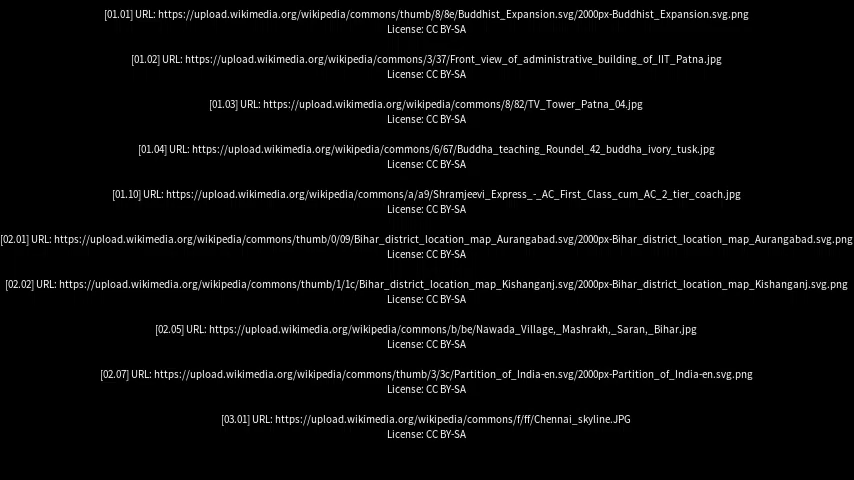 [01.01] URL: https://upload.wikimedia.org/wikipedia/commons/thumb/8/8e/Buddhist_Expansion.svg/2000px-Buddhist_Expansion.svg.png
License: CC BY-SA
[01.02] URL: https://upload.wikimedia.org/wikipedia/commons/3/37/Front_view_of_administrative_building_of_IIT_Patna.jpg
License: CC BY-SA
[01.03] URL: https://upload.wikimedia.org/wikipedia/commons/8/82/TV_Tower_Patna_04.jpg
License: CC BY-SA
[01.04] URL: https://upload.wikimedia.org/wikipedia/commons/6/67/Buddha_teaching_Roundel_42_buddha_ivory_tusk.jpg
License: CC BY-SA
[01.10] URL: https://upload.wikimedia.org/wikipedia/commons/a/a9/Shramjeevi_Express_-_AC_First_Class_cum_AC_2_tier_coach.jpg
License: CC BY-SA
[02.01] URL: https://upload.wikimedia.org/wikipedia/commons/thumb/0/09/Bihar_district_location_map_Aurangabad.svg/2000px-Bihar_district_location_map_Aurangabad.svg.png
License: CC BY-SA
[02.02] URL: https://upload.wikimedia.org/wikipedia/commons/thumb/1/1c/Bihar_district_location_map_Kishanganj.svg/2000px-Bihar_district_location_map_Kishanganj.svg.png
License: CC BY-SA
[02.05] URL: https://upload.wikimedia.org/wikipedia/commons/b/be/Nawada_Village,_Mashrakh,_Saran,_Bihar.jpg
License: CC BY-SA
[02.07] URL: https://upload.wikimedia.org/wikipedia/commons/thumb/3/3c/Partition_of_India-en.svg/2000px-Partition_of_India-en.svg.png
License: CC BY-SA
[03.01] URL: https://upload.wikimedia.org/wikipedia/commons/f/ff/Chennai_skyline.JPG
License: CC BY-SA